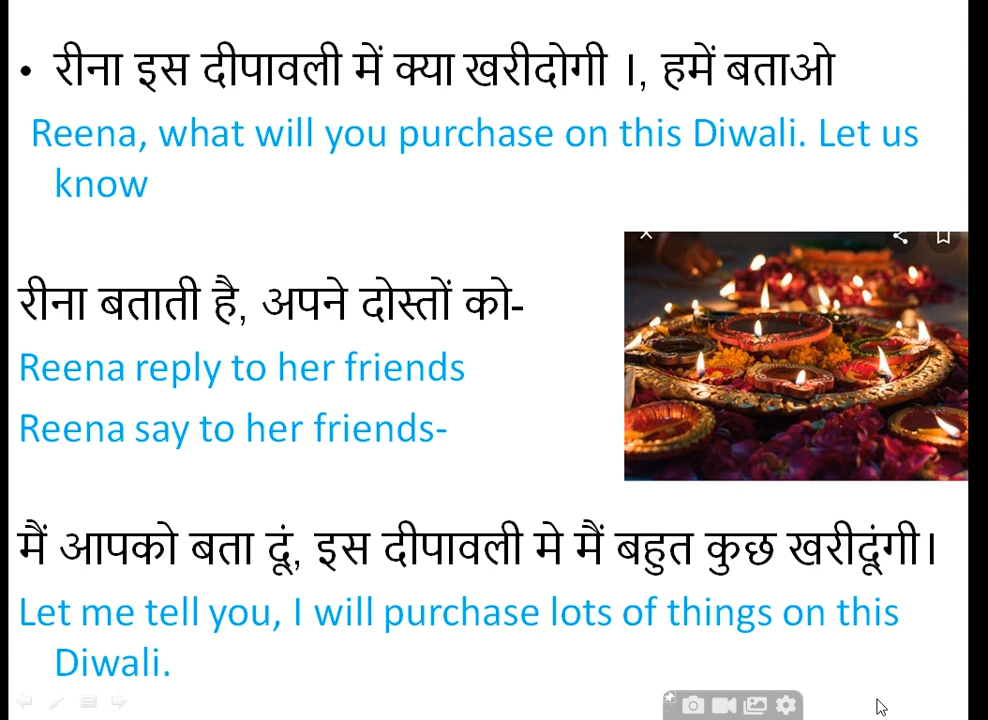 • रीना इस दीपावली में क्या खरीदोगी ।, हमें बताओ
Reena, what will you purchase on this Diwali. Let us
know
रीना बताती है, अपने दोस्तों को-
Reena reply to her friends
Reena say to her friends-
मैं आपको बता दूं, इस दीपावली मे मैं बहुत कुछ खरीदूंगी।
Let me tell you, I will purchase lots of things on this
Diwali.